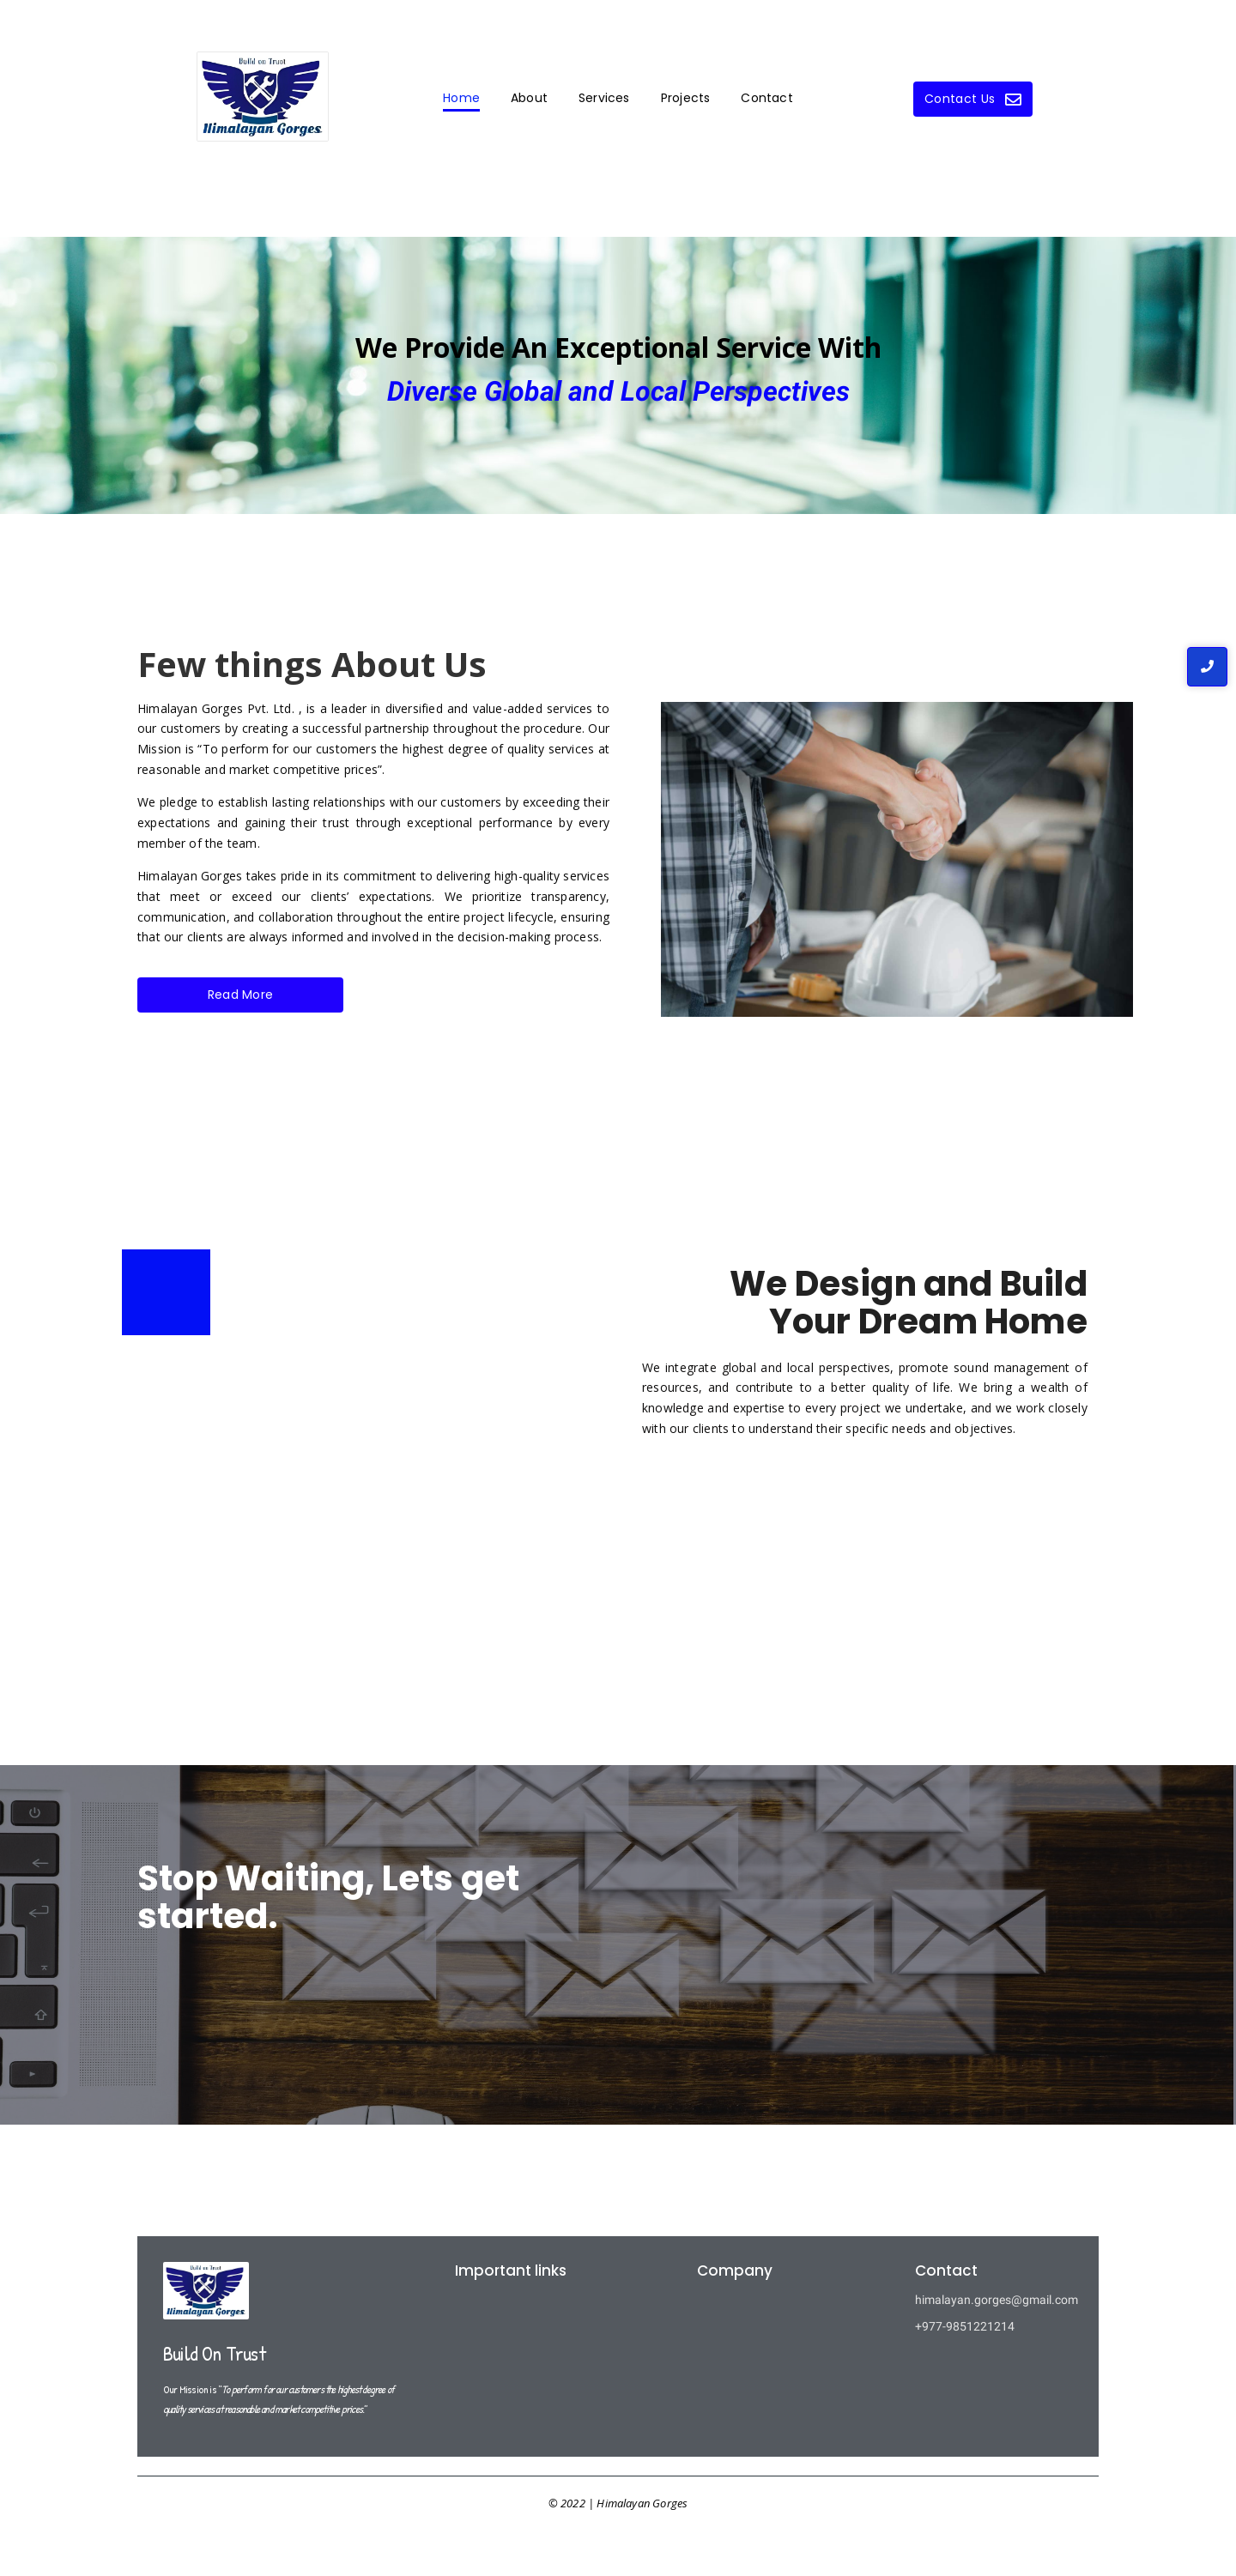 Build on Trust
Himalayan Gorges
Home About Services Projects Contact
Contact Us
We Provide An Exceptional Service With
Diverse Global and Local Perspectives
Few things About Us
Himalayan Gorges Pvt. Ltd. , is a leader in diversified and value-added services to
our customers by creating a successful partnership throughout the procedure. Our
Mission is “To perform for our customers the highest degree of quality services at
reasonable and market competitive prices”.
We pledge to establish lasting relationships with our customers by exceeding their
expectations and gaining their trust through exceptional performance by every
member of the team.
Himalayan Gorges takes pride in its commitment to delivering high-quality services
that meet or exceed our clients’ expectations. We prioritize transparency,
communication, and collaboration throughout the entire project lifecycle, ensuring
that our clients are always informed and involved in the decision-making process.
Read More
We Design and Build
Your Dream Home
We integrate global and local perspectives, promote sound management of
resources, and contribute to a better quality of life. We bring a wealth of
knowledge and expertise to every project we undertake, and we work closely
with our clients to understand their specific needs and objectives.
Stop Waiting, Lets get
started.
Build on Trust
Himalayan Gorges
Build On Trust
Our Mission is “To perform for our customers the highest degree of
quality services at reasonable and market competitive prices.”
Important links
Company
Contact
himalayan.gorges@gmail.com
+977-9851221214
© 2022 | Himalayan Gorges